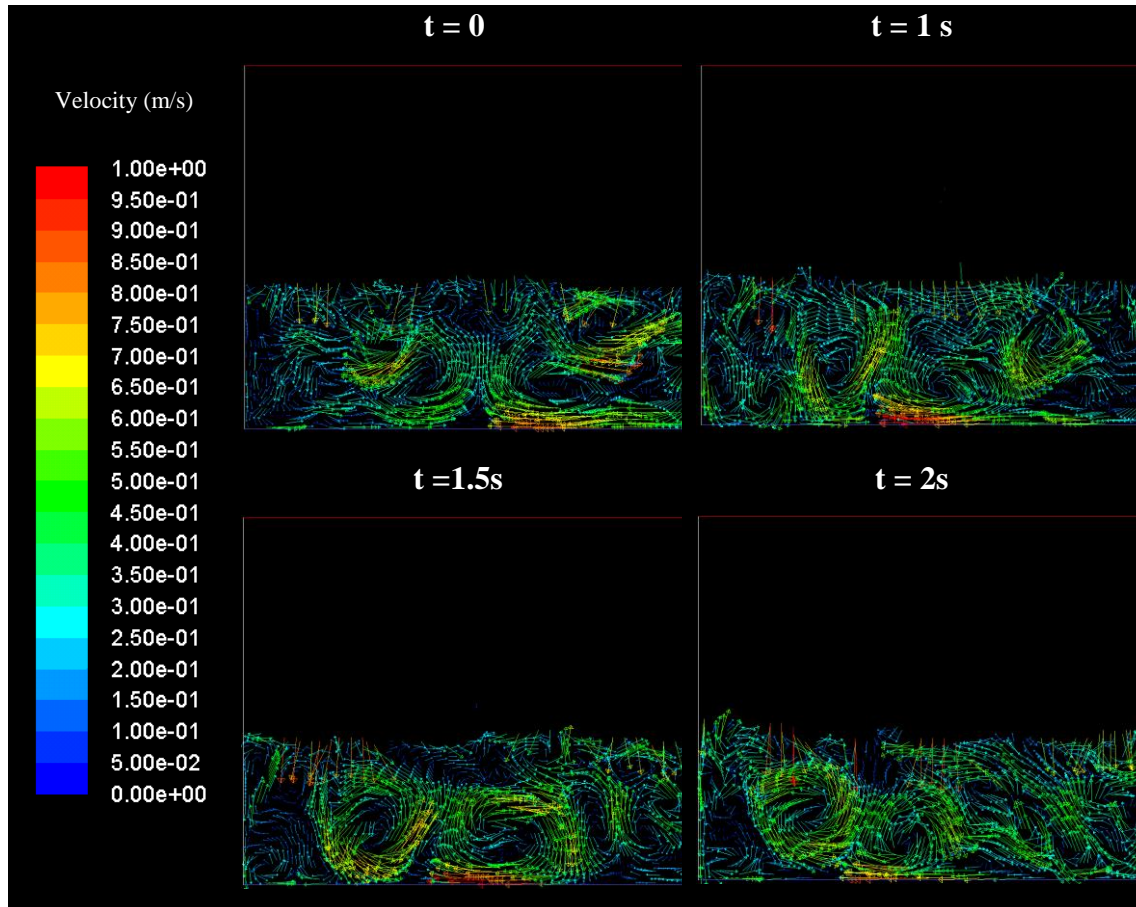 t = 0
t = 1 s
Velocity (m/s)
1.00e+00
9.50e-01
9.00e-01
8.50e-01
8.00e-01
7.50e-01
7.00e-01
6.50e-01
6.00e-01
5.50e-01
5.00e-01
4.50e-01
4.00e-01
3.50e-01
3.00e-01
2.50e-01
2.00e-01
1.50e-01
1.00e-01
5.00e-02
0.00e+00
t =1.5s
t = 2s